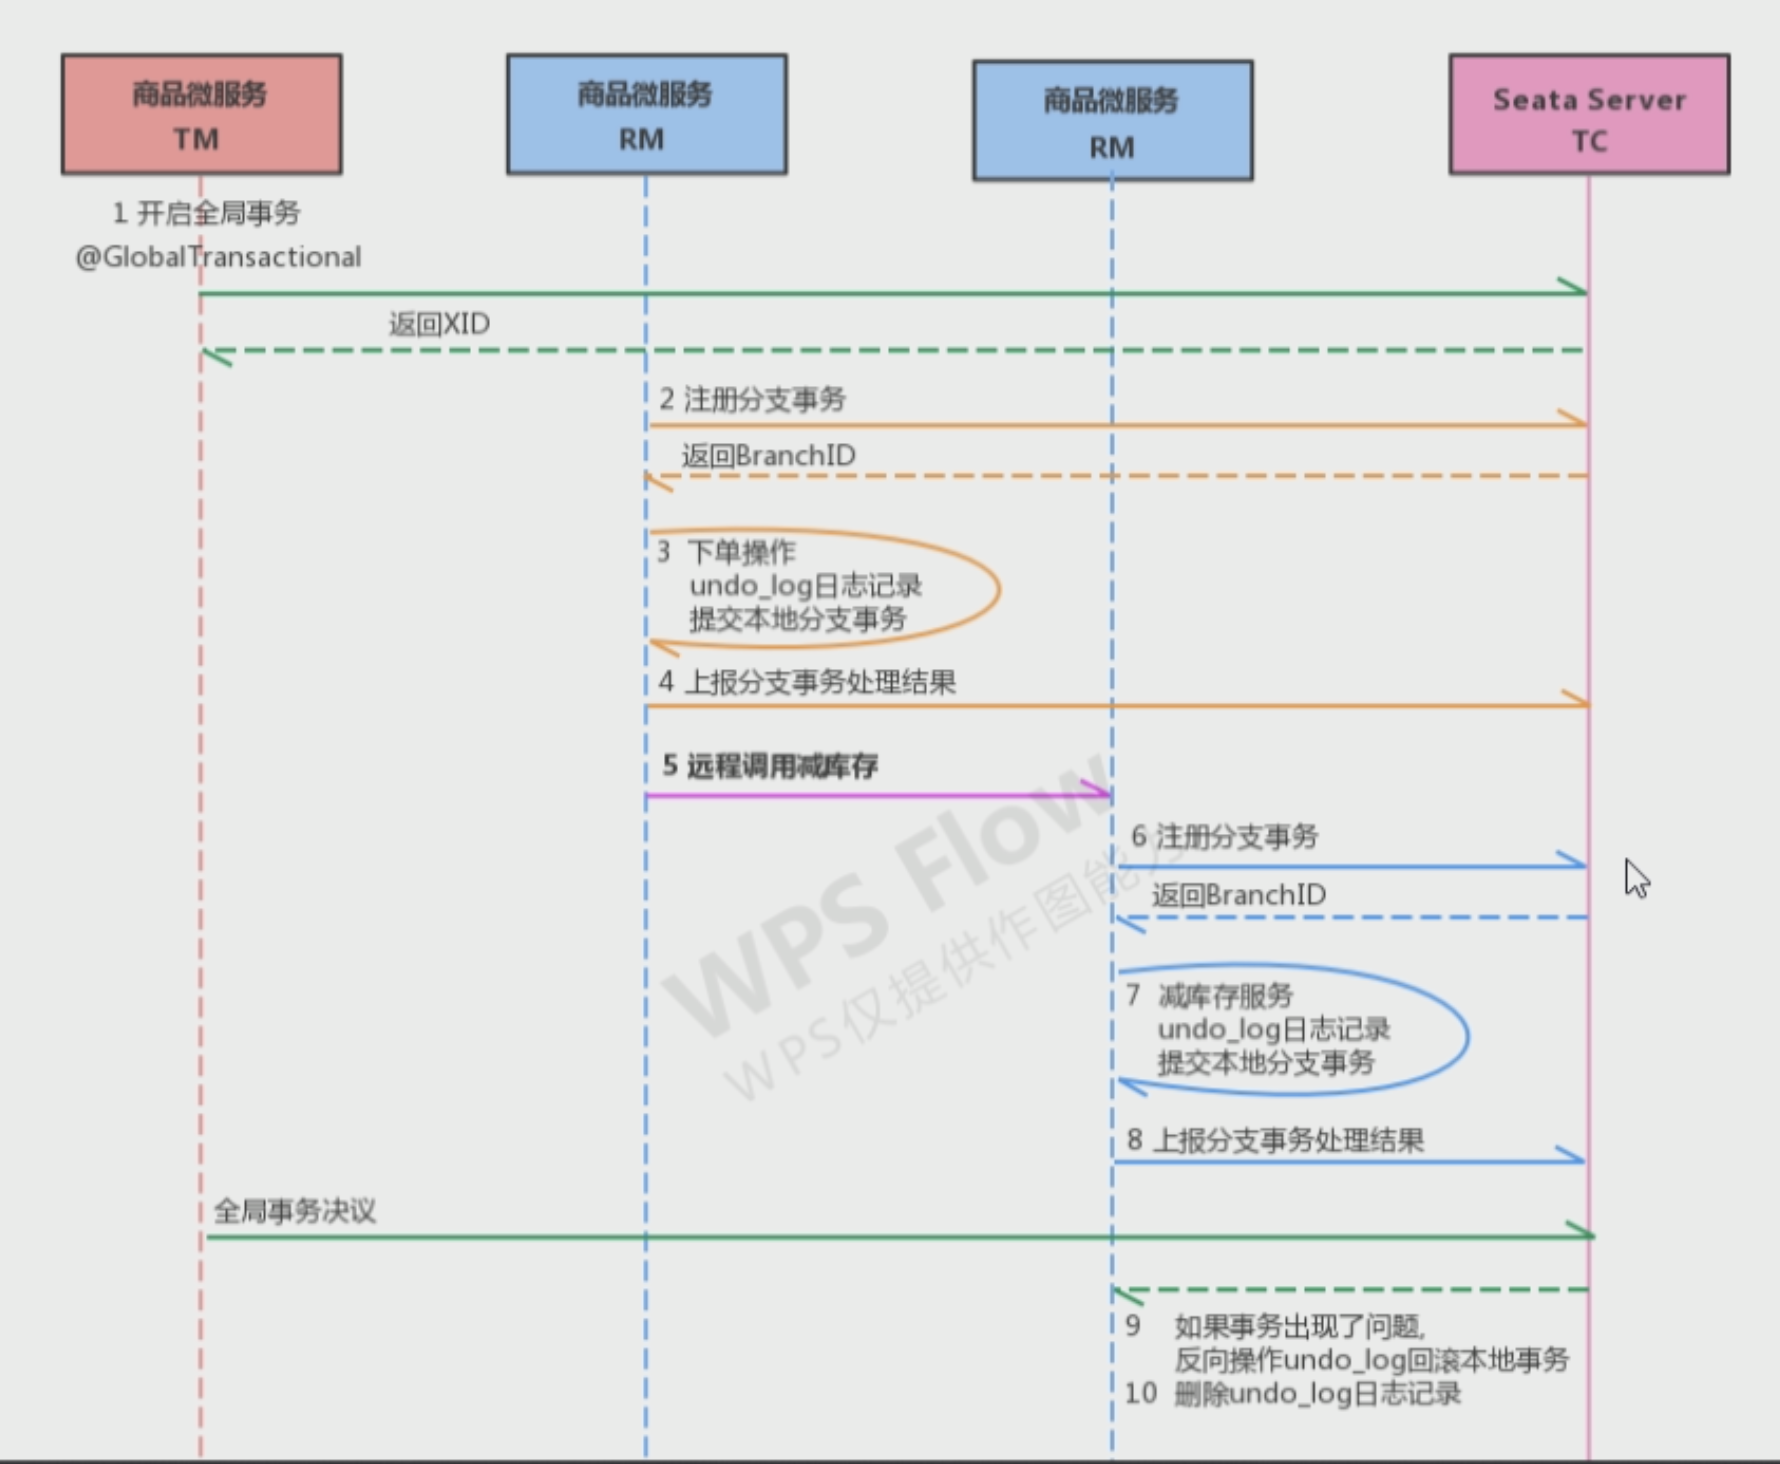 商品微服务
TM
商品微服务
RM
商品微服务
RM
Seata Server
TC
1 开启全局事务
@GlobalTransactional
返回XID
2 注册分支事务
返回BranchID
3 下单操作
undo_log日志记录
提交本地分支事务
4 上报分支事务处理结果
5 远程调用减库存
6 注册分支事务
返回BranchID
7 减库存服务
undo_log日志记录
提交本地分支事务
8 上报分支事务处理结果
全局事务决议
9 如果事务出现了问题,
反向操作undo_log回滚本地事务
10 删除undo_log日志记录
WPS Flow
WPS仅提供作图能力